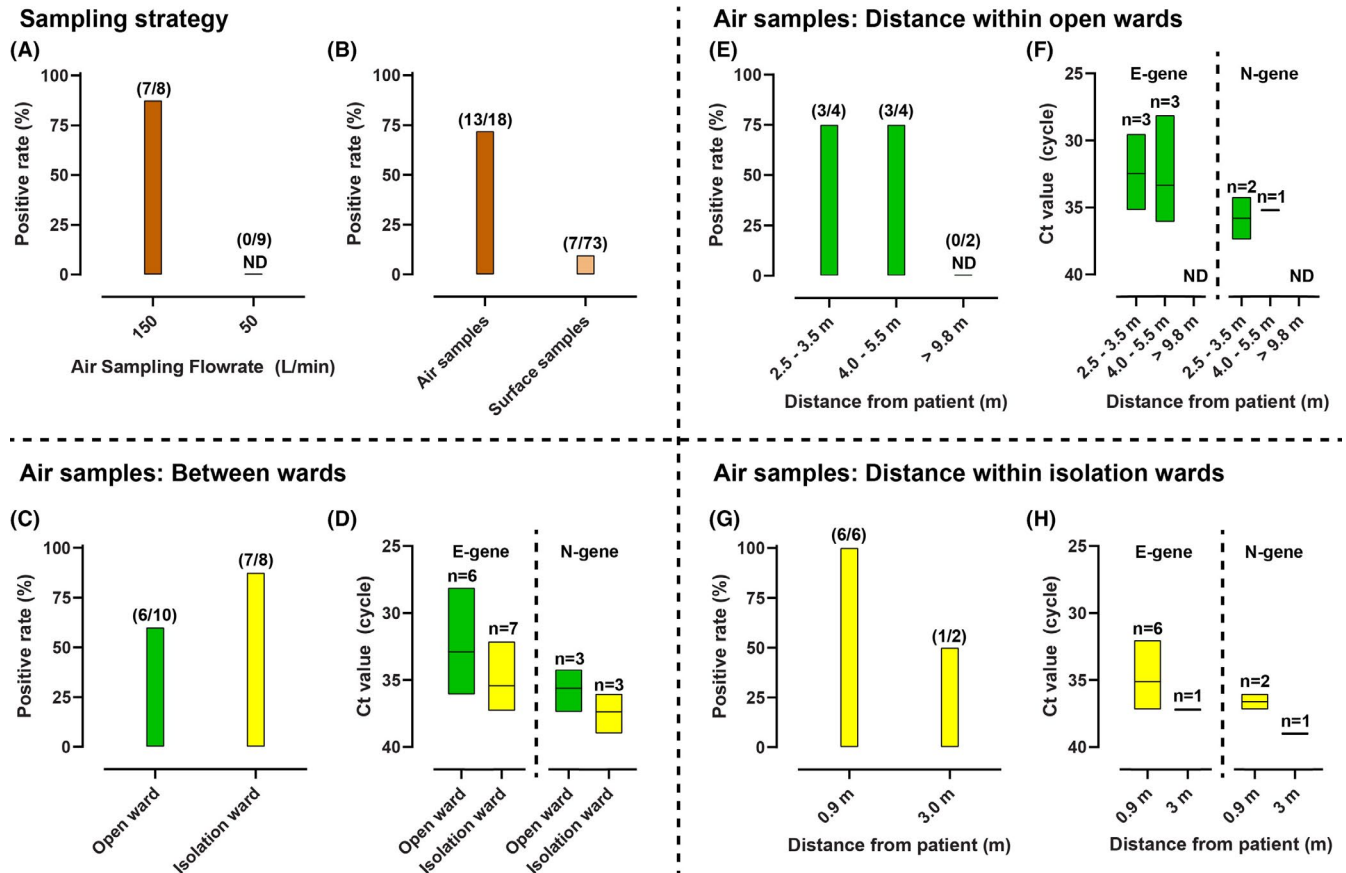 Sampling strategy
(A)
100
75
50
25
0
Positive rate (%)
(7/8)
(0/9)
ND
150
50
Air Sampling Flowrate (L/min)
(B)
100
75
50
25
0
Positive rate (%)
(13/18)
(7/73)
Air samples
Surface samples
Air samples: Distance within open wards
(E)
100
75
50
25
0
Positive rate (%)
(3/4)
(3/4)
(0/2)
ND
2.5 - 3.5 m
4.0 - 5.5 m
> 9.8 m
Distance from patient (m)
(F)
25
30
35
40
Ct value (cycle)
E-gene
N-gene
n=3
n=3
ND
n=2
n=1
ND
2.5 - 3.5 m
4.0 - 5.5 m
> 9.8 m
2.5 - 3.5 m
4.0 - 5.5 m
> 9.8 m
Distance from patient (m)
Air samples: Between wards
(C)
100
75
50
25
0
Positive rate (%)
(6/10)
(7/8)
Open ward
Isolation ward
(D)
25
30
35
40
Ct value (cycle)
E-gene
N-gene
n=6
n=7
n=3
n=3
Open ward
Isolation ward
Open ward
Isolation ward
Air samples: Distance within isolation wards
(G)
100
75
50
25
0
Positive rate (%)
(6/6)
(1/2)
0.9 m
3.0 m
Distance from patient (m)
(H)
25
30
35
40
Ct value (cycle)
E-gene
N-gene
n=6
n=1
n=2
n=1
0.9 m
3 m
0.9 m
3 m
Distance from patient (m)